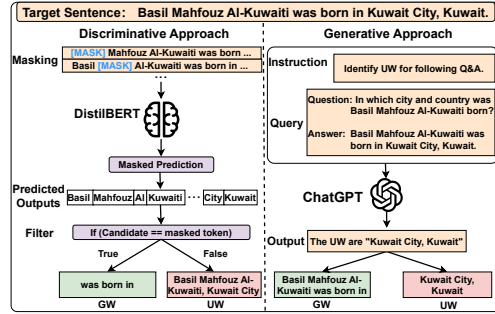 Target Sentence: Basil Mahfouz Al-Kuwaiti was born in Kuwait City, Kuwait.
Discriminative Approach
Masking
[MASK] Mahfouz Al-Kuwaiti was born ...
Basil [MASK] Al-Kuwaiti was born in ...
...
DistilBERT
Masked Prediction
Predicted
Outputs
Basil Mahfouz Al Kuwaiti ... City Kuwait
Filter
If (Candidate == masked token)
True
False
was born in
Basil Mahfouz Al-
Kuwaiti, Kuwait City
GW
UW
Generative Approach
Instruction
Identify UW for following Q&A.
Query
Question: In which city and country was
Basil Mahfouz Al-Kuwaiti born?
Answer: Basil Mahfouz Al-Kuwaiti was
born in Kuwait City, Kuwait.
ChatGPT
Output
The UW are "Kuwait City, Kuwait"
Basil Mahfouz Al-
Kuwaiti was born in
Kuwait City,
Kuwait
GW
UW